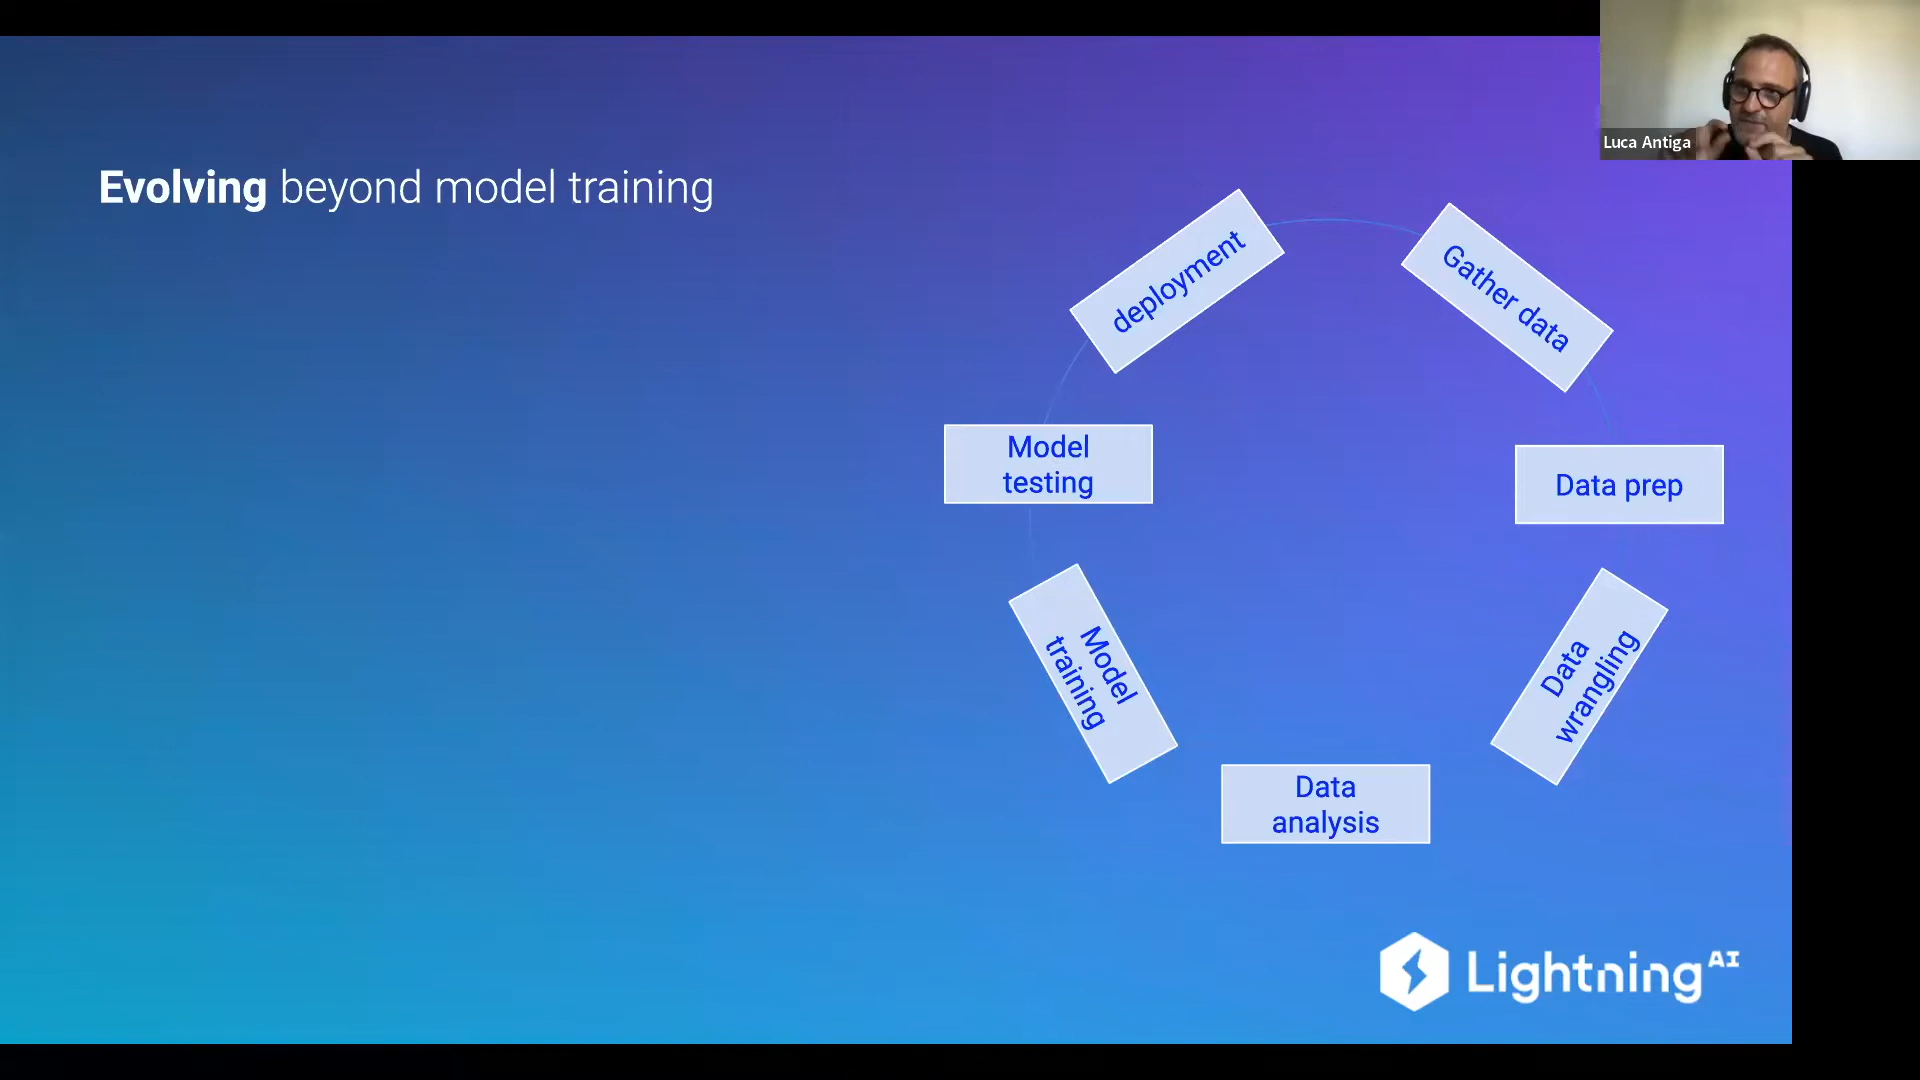 Luca Antiga
Evolving beyond model training
deployment
Gather data
Model
testing
Data prep
Model
training
Data
wrangling
Data
analysis
Lightning AI